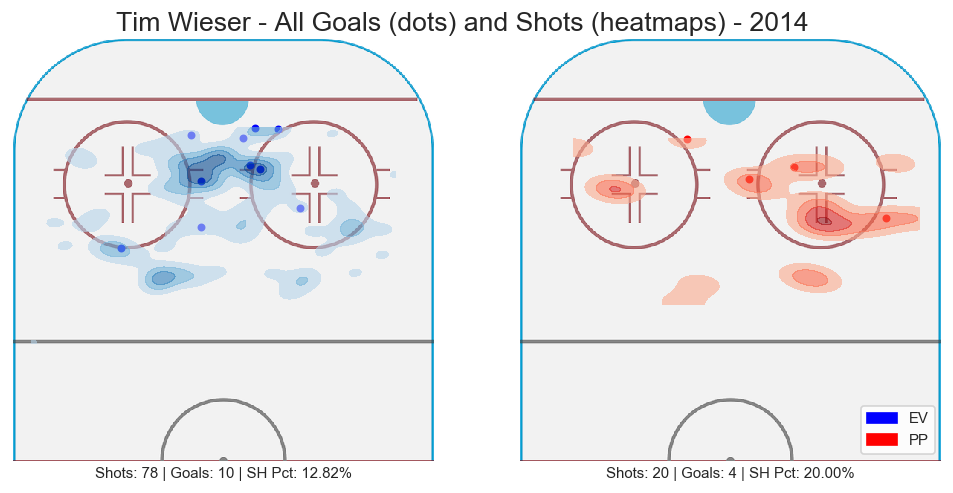 Tim Wieser - All Goals (dots) and Shots (heatmaps) - 2014
EV
PP
Shots: 78 | Goals: 10 | SH Pct: 12.82%
Shots: 20 | Goals: 4 | SH Pct: 20.00%